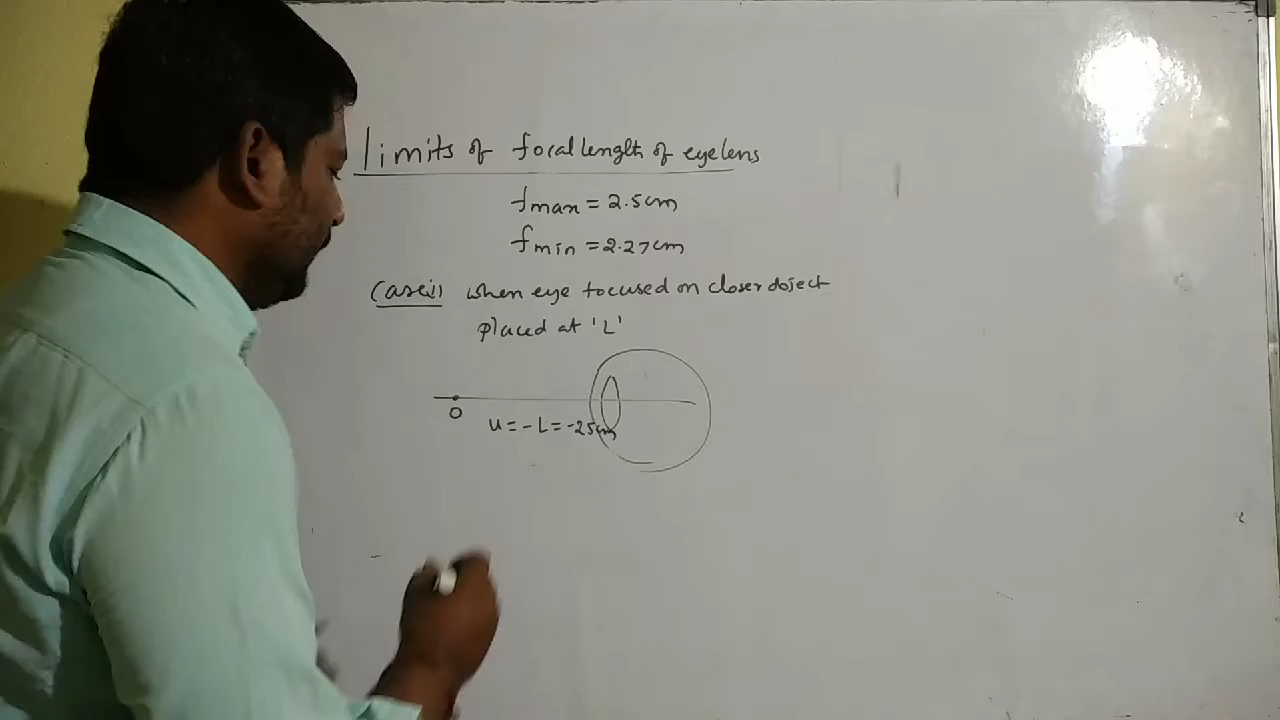 limits of focal length of eye lens
fmax = 2.5cm
fmin = 2.27cm
Case(ii) when eye focused on closer object
placed at 'L'
O
u = -L = -25cm